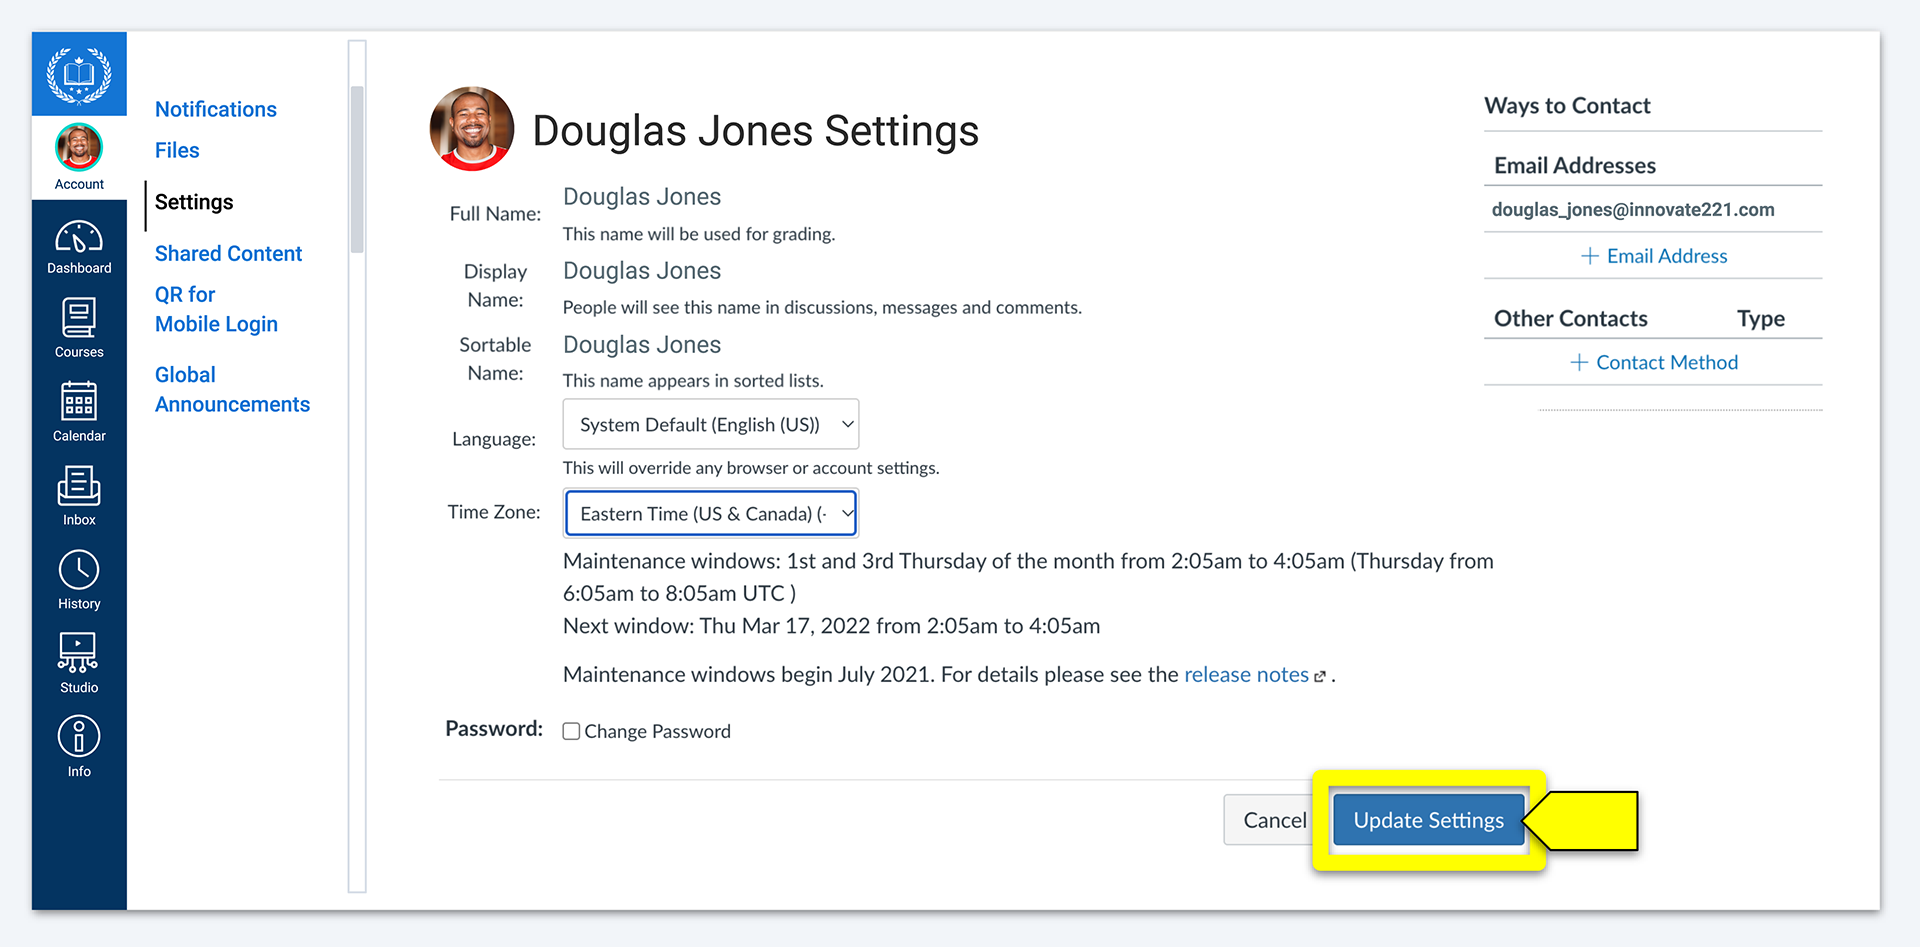 Account
Dashboard
Courses
Calendar
Inbox
History
Studio
Info
Notifications
Files
Settings
Shared Content
QR for
Mobile Login
Global
Announcements
Douglas Jones Settings
Full Name:
Douglas Jones
This name will be used for grading.
Display
Name:
Douglas Jones
People will see this name in discussions, messages and comments.
Sortable
Name:
Douglas Jones
This name appears in sorted lists.
Language:
System Default (English (US))
This will override any browser or account settings.
Time Zone:
Eastern Time (US & Canada) (-
Maintenance windows: 1st and 3rd Thursday of the month from 2:05am to 4:05am (Thursday from
6:05am to 8:05am UTC )
Next window: Thu Mar 17, 2022 from 2:05am to 4:05am
Maintenance windows begin July 2021. For details please see the release notes .
Password:
Change Password
Cancel
Update Settings
Ways to Contact
Email Addresses
douglas_jones@innovate221.com
+ Email Address
Other Contacts Type
+ Contact Method